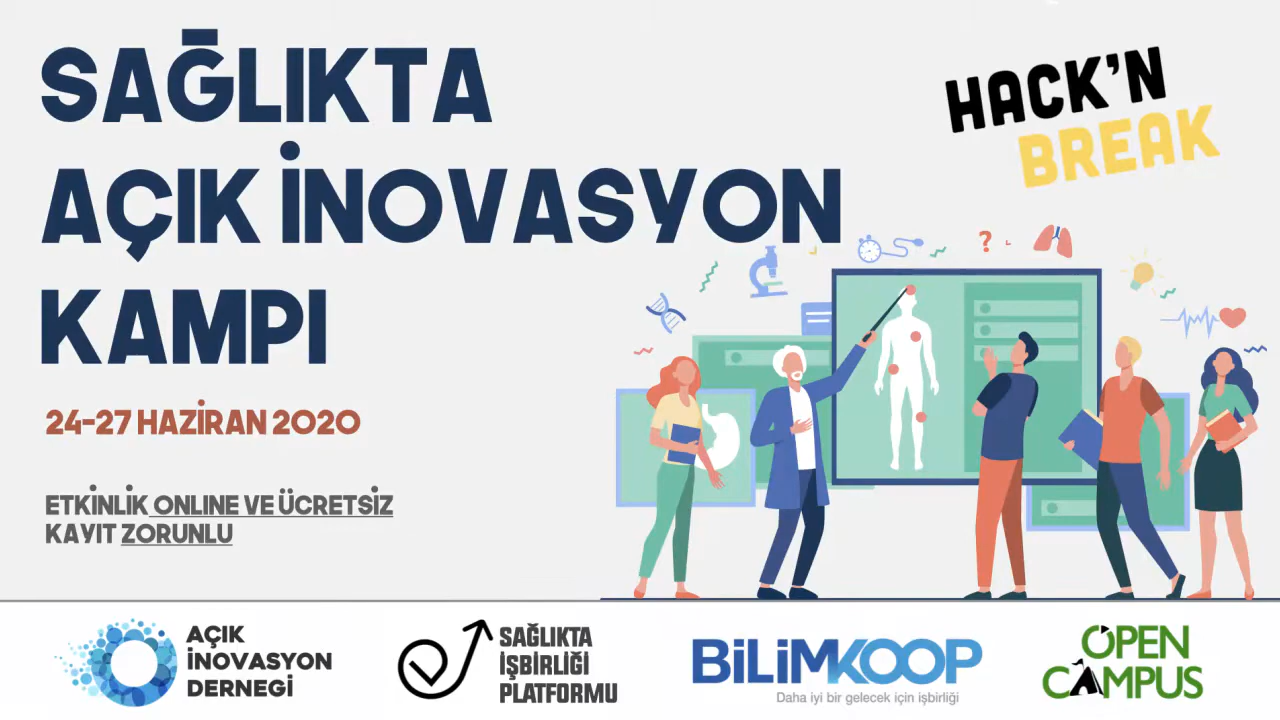 SAĞLIKTA
AÇIK İNOVASYON
KAMPI
HACK'N
BREAK
24-27 HAZİRAN 2020
ETKİNLİK ONLINE VE ÜCRETSİZ
KAYIT ZORUNLU
?
AÇIK
İNOVASYON
DERNEGİ
SAĞLIKTA
İŞBİRLİĞİ
PLATFORMU
BİLİMKOOP
Daha iyi bir gelecek için işbirliği
OPEN
CAMPUS